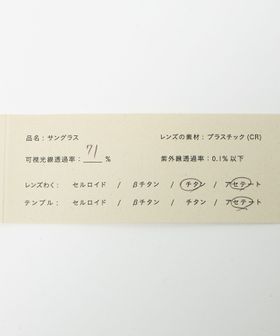 品名：サングラス　レンズの素材：プラスチック(CR)
可視光線透過率：71％　紫外線透過率：0.1％以下
レンズわく：　セルロイド　/　βチタン　/　チタン　/　アセテート
テンプル：　セルロイド　/　βチタン　/　チタン　/　アセテート